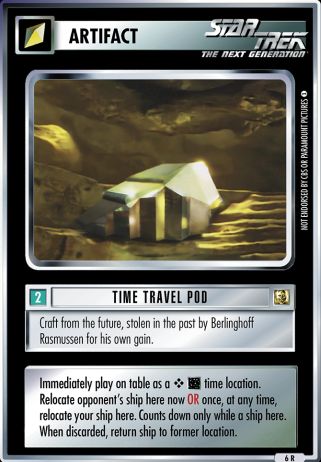 ARTIFACT
STAR TREK
THE NEXT GENERATION
NOT ENDORSED BY CBS OR PARAMOUNT PICTURES
2 TIME TRAVEL POD
Craft from the future, stolen in the past by Berlinghoff
Rasmussen for his own gain.
Immediately play on table as a ❖ time location.
Relocate opponent's ship here now OR once, at any time,
relocate your ship here. Counts down only while a ship here.
When discarded, return ship to former location.
6 R